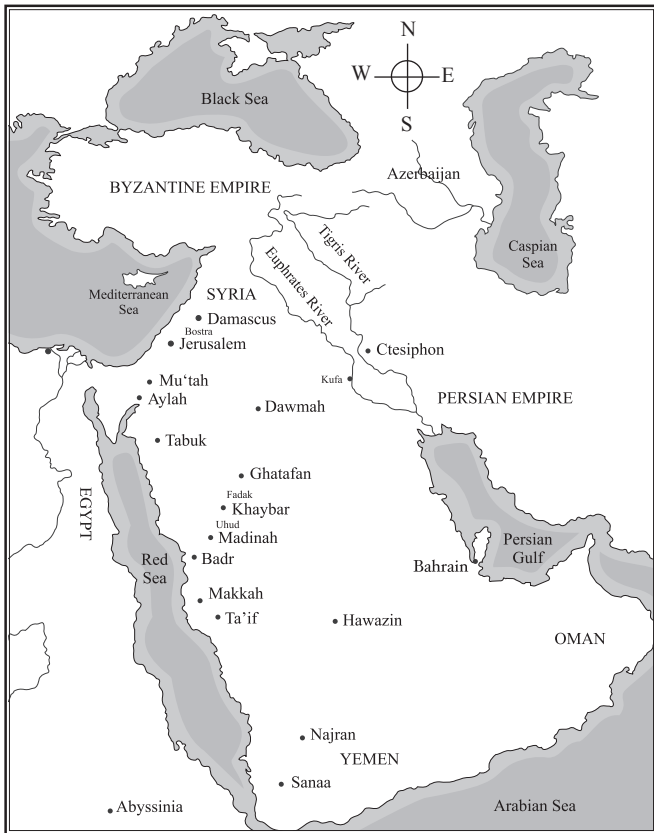 N
W
E
S
Black Sea
Azerbaijan
BYZANTINE EMPIRE
Caspian
Sea
Tigris River
Euphrates River
Mediterranean
Sea
SYRIA
Damascus
Bostra
Jerusalem
Ctesiphon
Mu‘tah
Kufa
Aylah
Dawmah
PERSIAN EMPIRE
Tabuk
Ghatafan
EGYPT
Fadak
Khaybar
Uhud
Madinah
Persian
Gulf
Badr
Red
Sea
Bahrain
Makkah
Ta’if
Hawazin
OMAN
Najran
YEMEN
Sanaa
Abyssinia
Arabian Sea